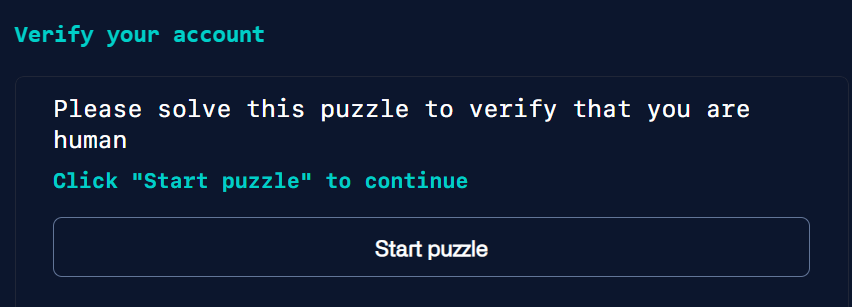 Verify your account
Please solve this puzzle to verify that you are
human
Click "Start puzzle" to continue
Start puzzle